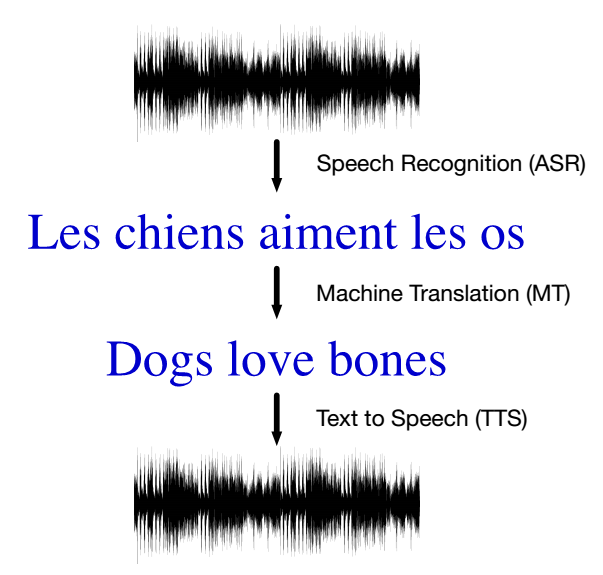 Speech Recognition (ASR)
Les chiens aiment les os
Machine Translation (MT)
Dogs love bones
Text to Speech (TTS)